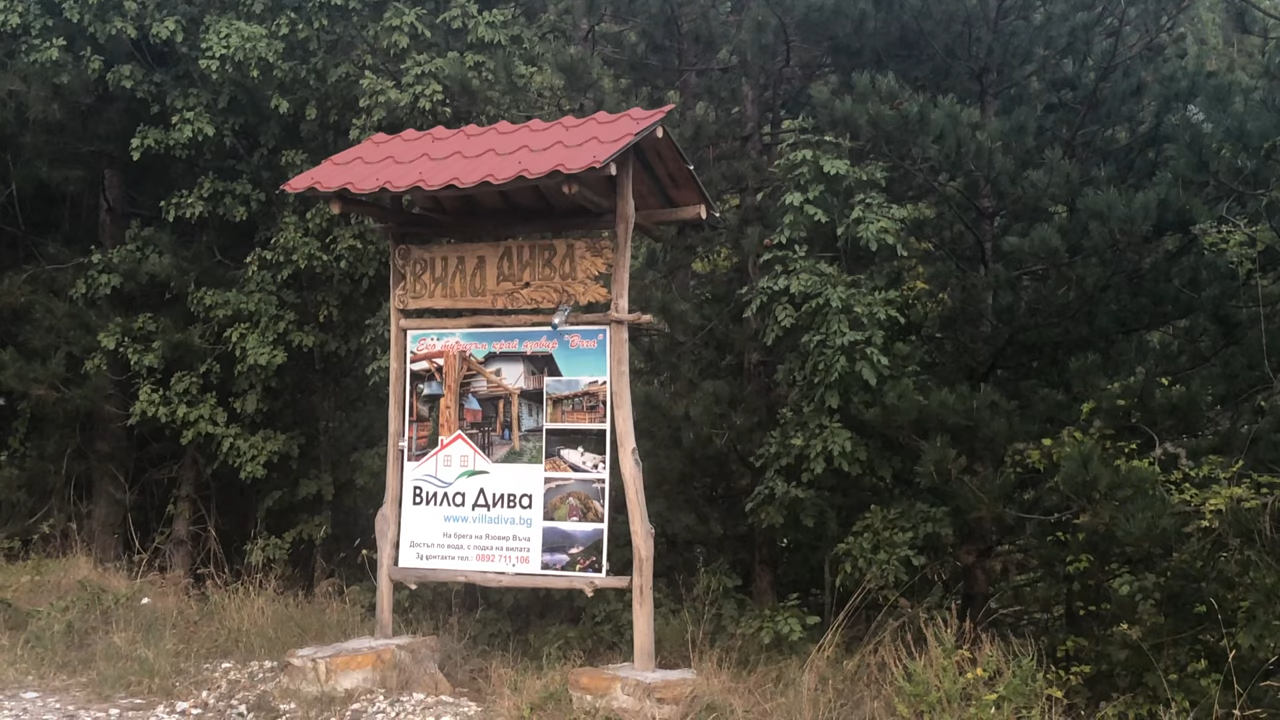 ВИЛА ДИВА
Еко туризъм край язовир "Въча"
Вила Дива
www.villadiva.bg
На брега на Язовир Въча
Достъп по вода, с лодка на вилата
За контакти тел.: 0892 711 106